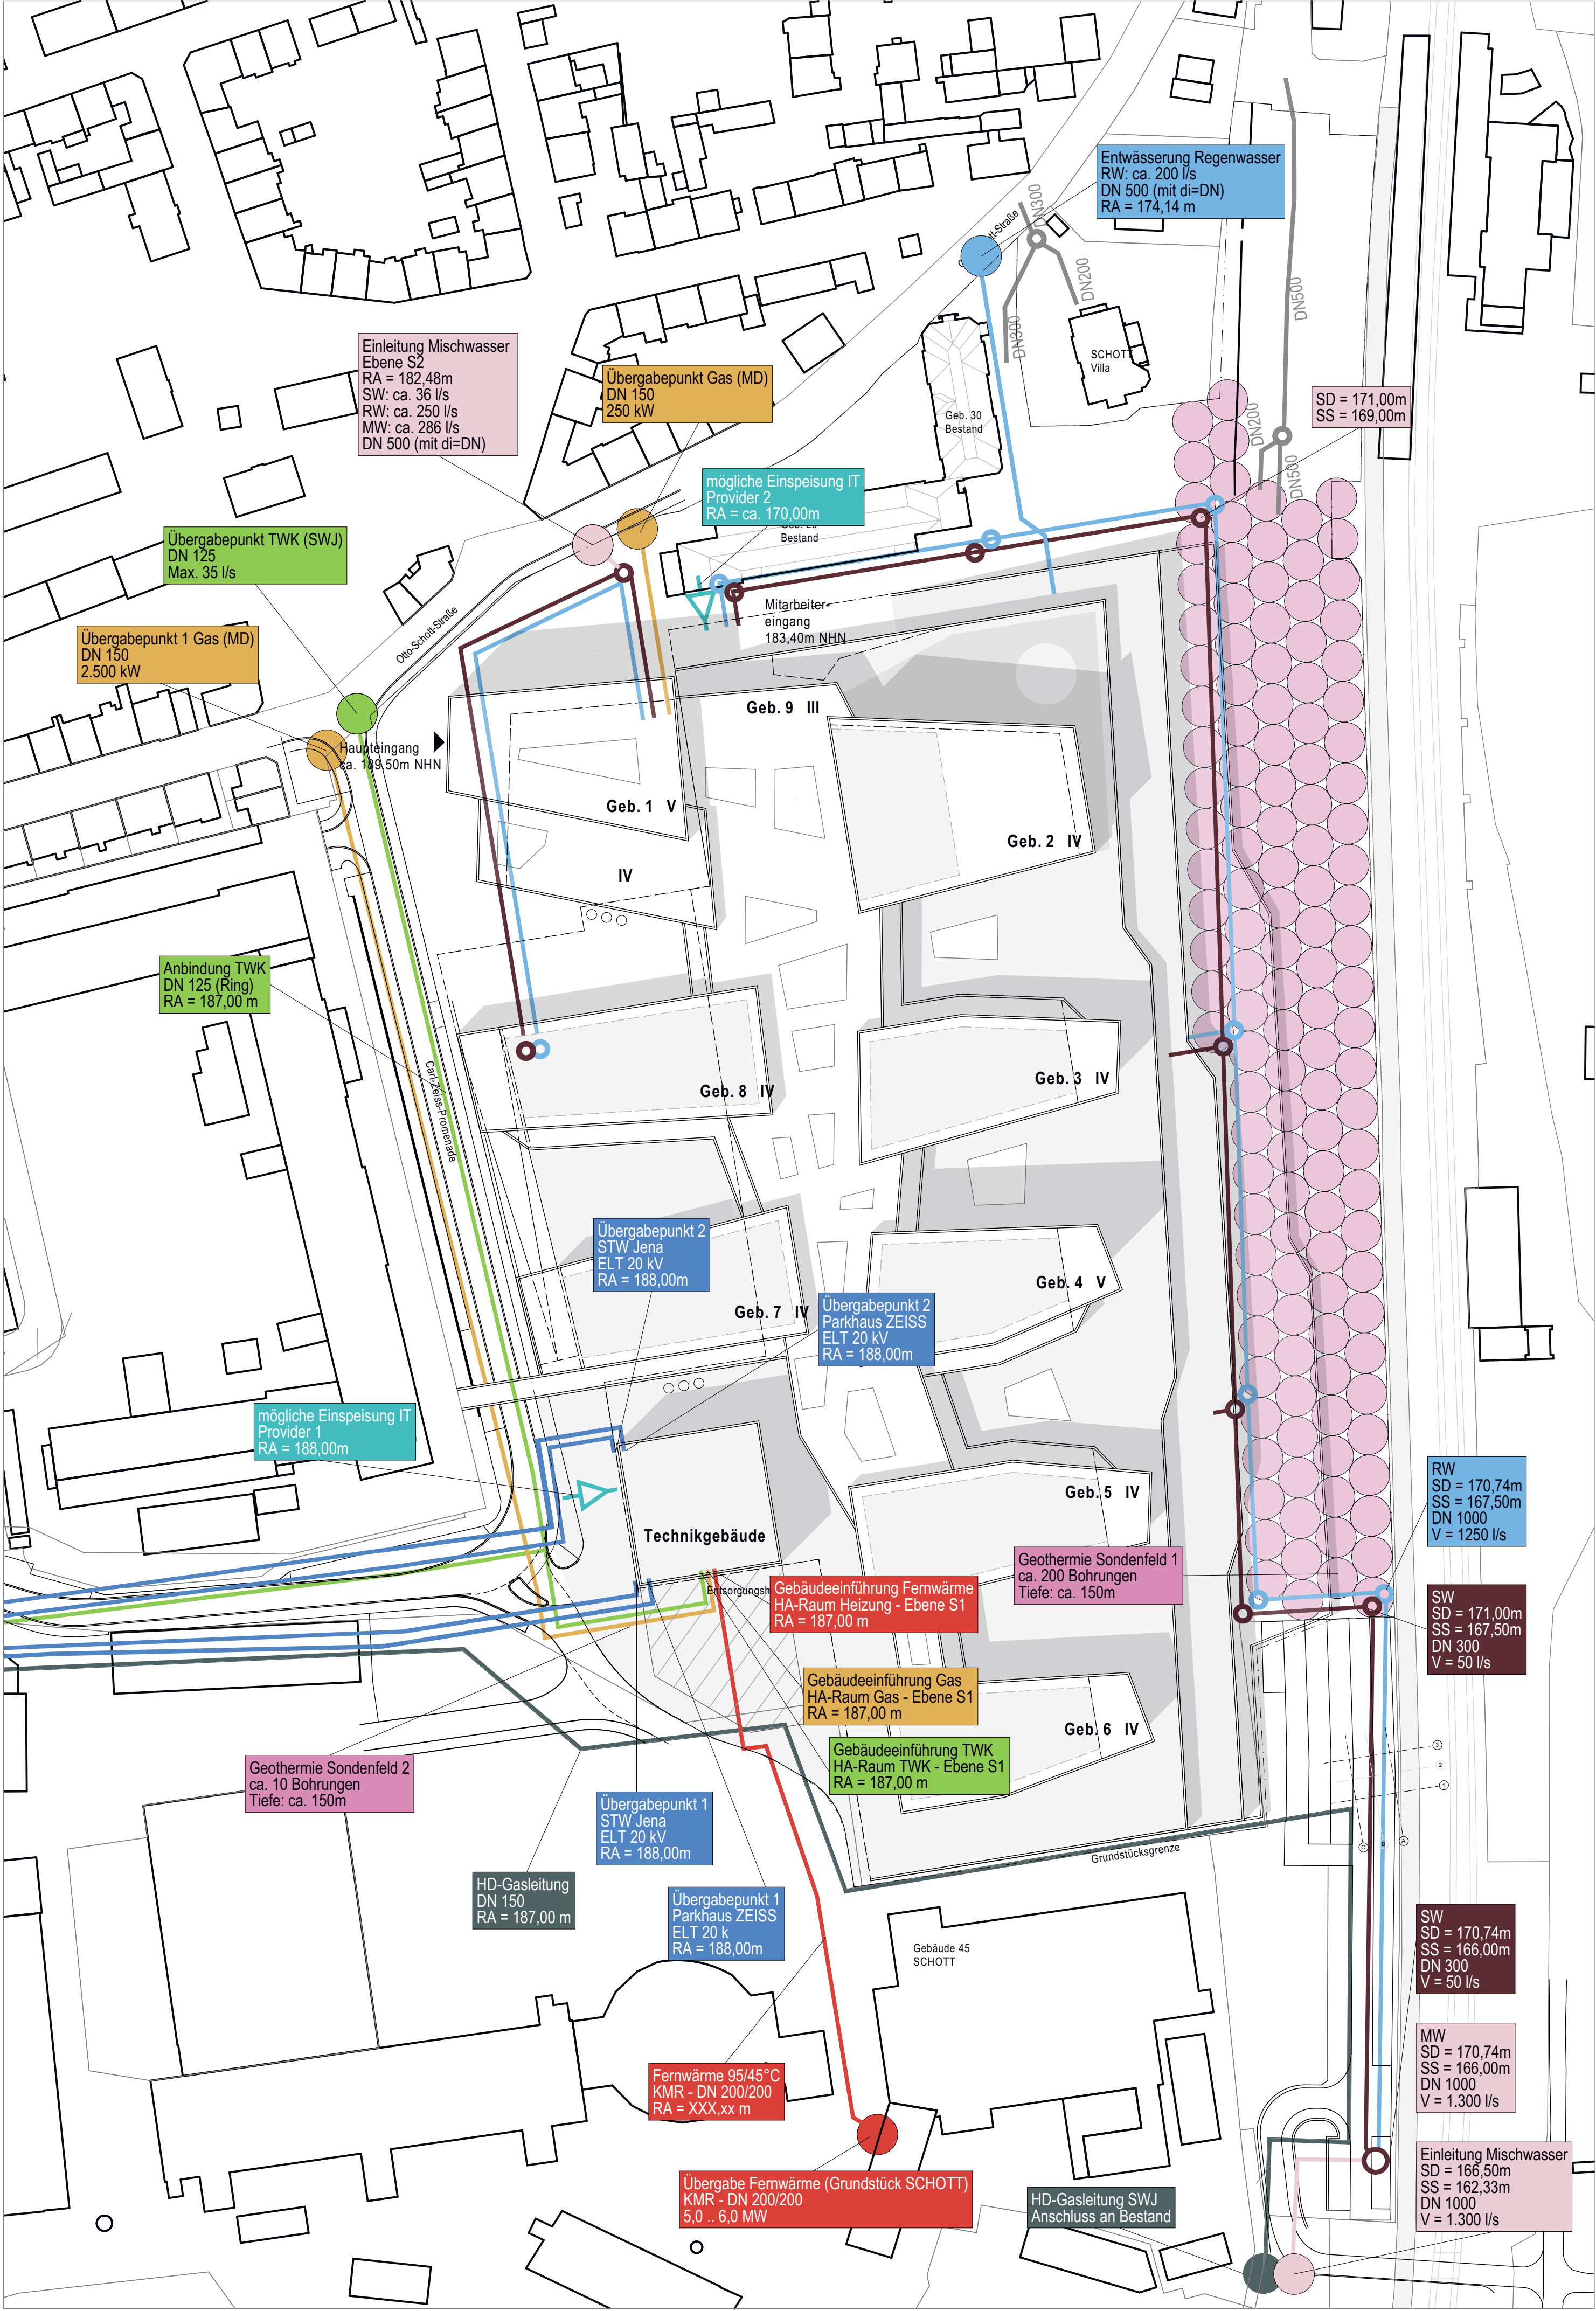 Entwässerung Regenwasser
RW: ca. 200 l/s
DN 500 (mit di=DN)
RA = 174,14 m
tt-Straße
DN300
DN200
DN300
DN500
SCHOTT
Villa
Einleitung Mischwasser
Ebene S2
RA = 182,48m
SW: ca. 36 l/s
RW: ca. 250 l/s
MW: ca. 286 l/s
DN 500 (mit di=DN)
Übergabepunkt Gas (MD)
DN 150
250 kW
Geb. 30
Bestand
SD = 171,00m
SS = 169,00m
DN200
DN500
mögliche Einspeisung IT
Provider 2
RA = ca. 170,00m
Bestand
Übergabepunkt TWK (SWJ)
DN 125
Max. 35 l/s
Otto-Schott-Straße
Mitarbeiter-
eingang
183,40m NHN
Übergabepunkt 1 Gas (MD)
DN 150
2.500 kW
Haupteingang
ca. 189,50m NHN
Geb. 9 III
Geb. 1 V
IV
Geb. 2 IV
Anbindung TWK
DN 125 (Ring)
RA = 187,00 m
Carl-Zeiss-Promenade
Geb. 8 IV
Geb. 3 IV
Übergabepunkt 2
STW Jena
ELT 20 kV
RA = 188,00m
Geb. 7 IV
Geb. 4 V
Übergabepunkt 2
Parkhaus ZEISS
ELT 20 kV
RA = 188,00m
mögliche Einspeisung IT
Provider 1
RA = 188,00m
Technikgebäude
Geb. 5 IV
RW
SD = 170,74m
SS = 167,50m
DN 1000
V = 1250 l/s
Geothermie Sondenfeld 1
ca. 200 Bohrungen
Tiefe: ca. 150m
Entsorgungsh
Gebäudeeinführung Fernwärme
HA-Raum Heizung - Ebene S1
RA = 187,00 m
SW
SD = 171,00m
SS = 167,50m
DN 300
V = 50 l/s
Gebäudeeinführung Gas
HA-Raum Gas - Ebene S1
RA = 187,00 m
Geb. 6 IV
Gebäudeeinführung TWK
HA-Raum TWK - Ebene S1
RA = 187,00 m
3
2
1
C
B
A
Geothermie Sondenfeld 2
ca. 10 Bohrungen
Tiefe: ca. 150m
Übergabepunkt 1
STW Jena
ELT 20 kV
RA = 188,00m
Grundstücksgrenze
HD-Gasleitung
DN 150
RA = 187,00 m
Übergabepunkt 1
Parkhaus ZEISS
ELT 20 k
RA = 188,00m
Gebäude 45
SCHOTT
SW
SD = 170,74m
SS = 166,00m
DN 300
V = 50 l/s
MW
SD = 170,74m
SS = 166,00m
DN 1000
V = 1.300 l/s
Fernwärme 95/45°C
KMR - DN 200/200
RA = XXX,xx m
Übergabe Fernwärme (Grundstück SCHOTT)
KMR - DN 200/200
5,0 .. 6,0 MW
HD-Gasleitung SWJ
Anschluss an Bestand
Einleitung Mischwasser
SD = 166,50m
SS = 162,33m
DN 1000
V = 1.300 l/s